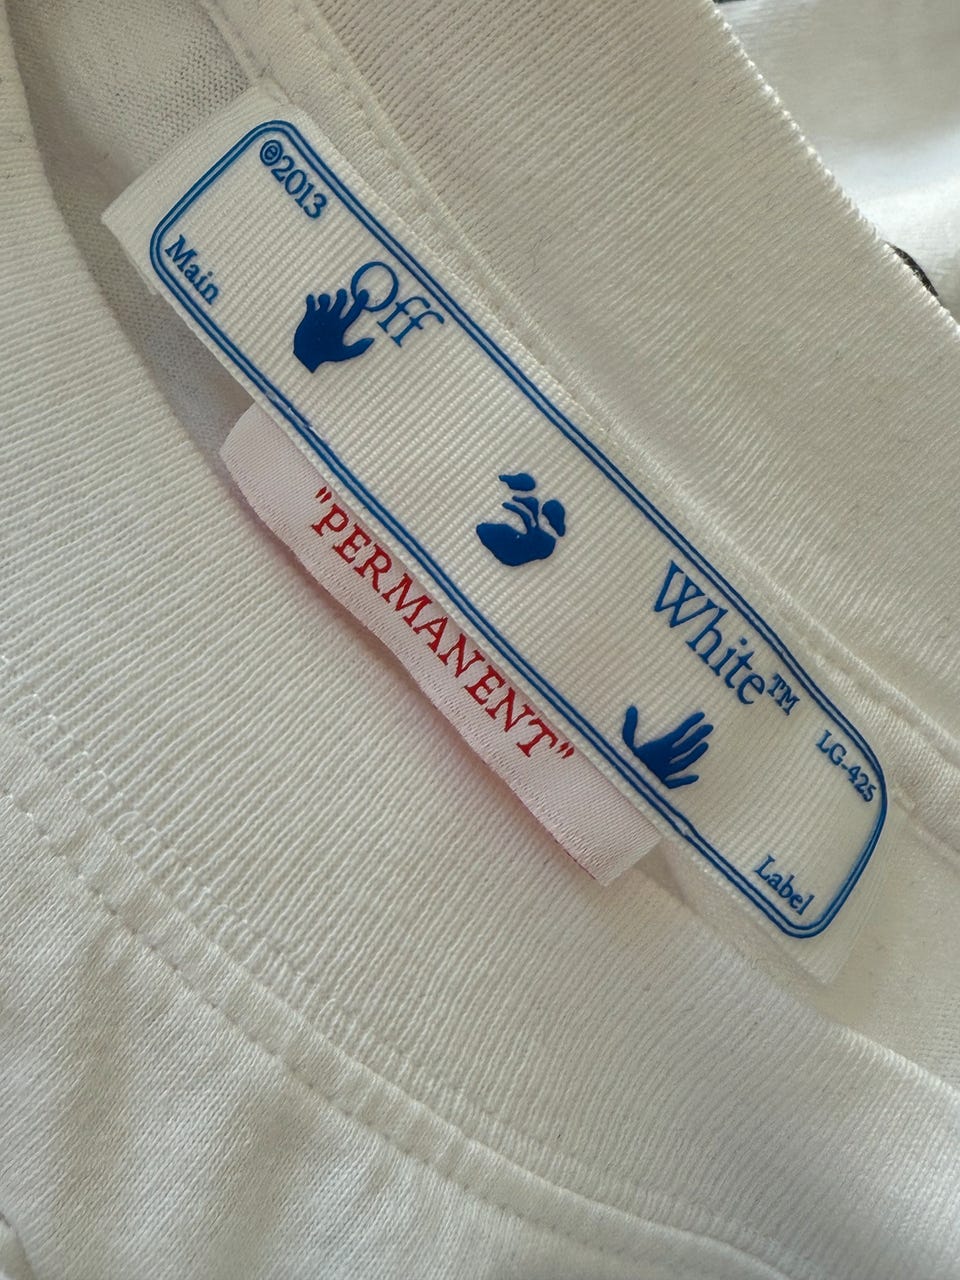 ©2013
Main
Off
White™
LG-425
Label
"PERMANENT"